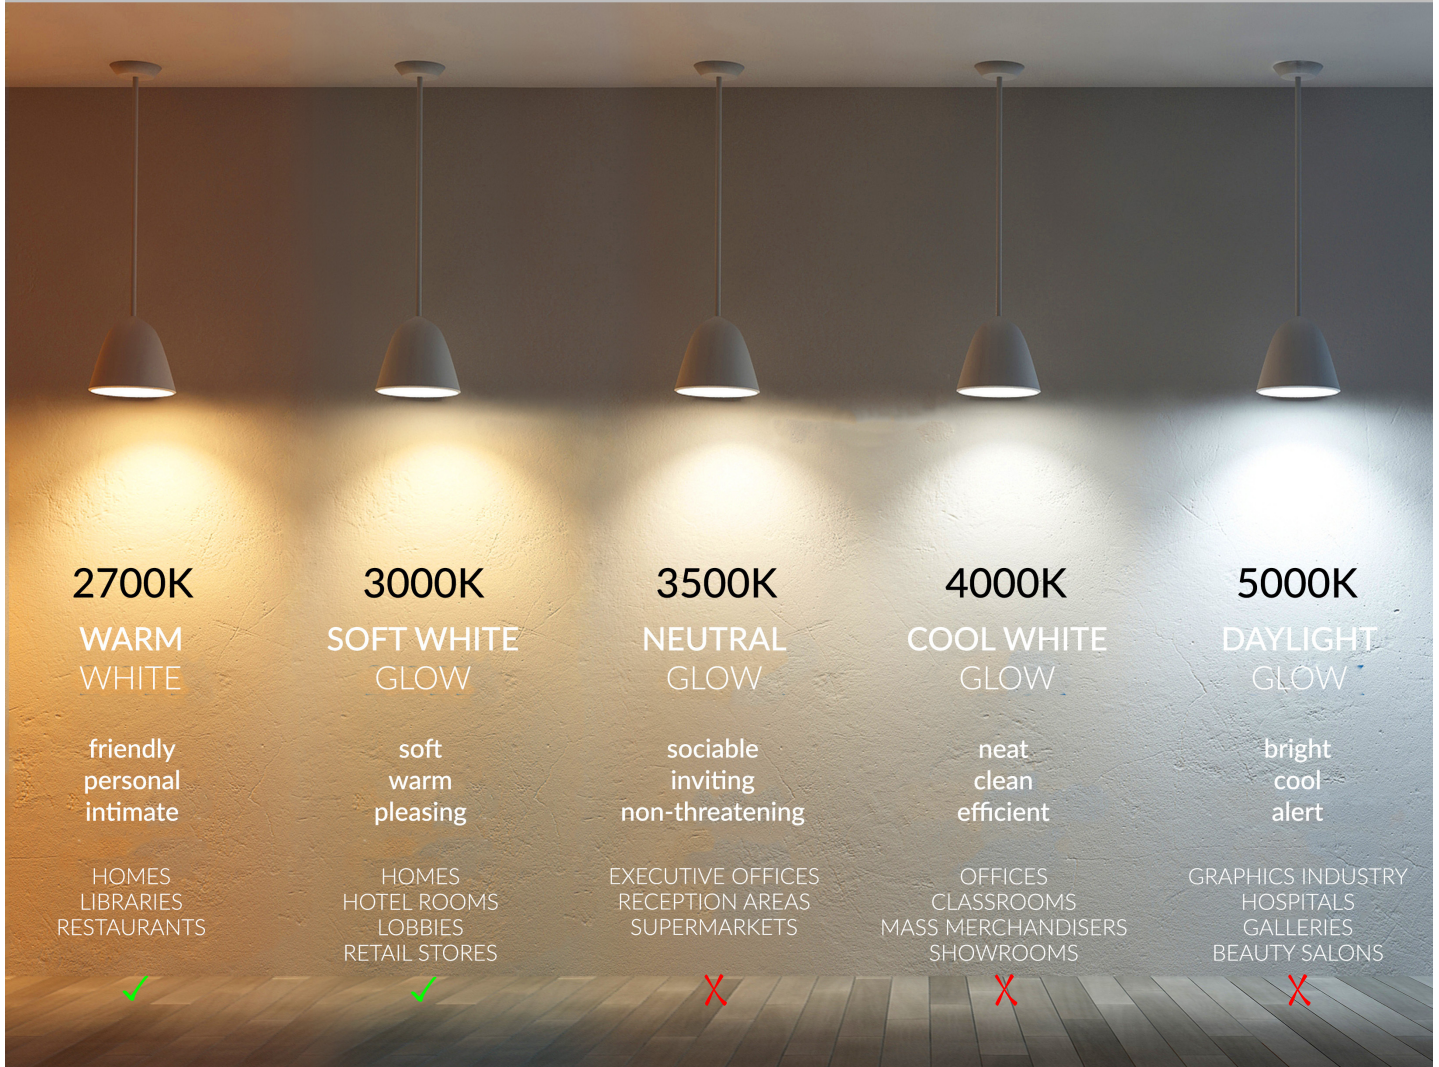 2700K
WARM
WHITE
friendly
personal
intimate
HOMES
LIBRARIES
RESTAURANTS
3000K
SOFT WHITE
GLOW
soft
warm
pleasing
HOMES
HOTEL ROOMS
LOBBIES
RETAIL STORES
3500K
NEUTRAL
GLOW
sociable
inviting
non-threatening
EXECUTIVE OFFICES
RECEPTION AREAS
SUPERMARKETS
4000K
COOL WHITE
GLOW
neat
clean
efficient
OFFICES
CLASSROOMS
MASS MERCHANDISERS
SHOWROOMS
5000K
DAYLIGHT
GLOW
bright
cool
alert
GRAPHICS INDUSTRY
HOSPITALS
GALLERIES
BEAUTY SALONS